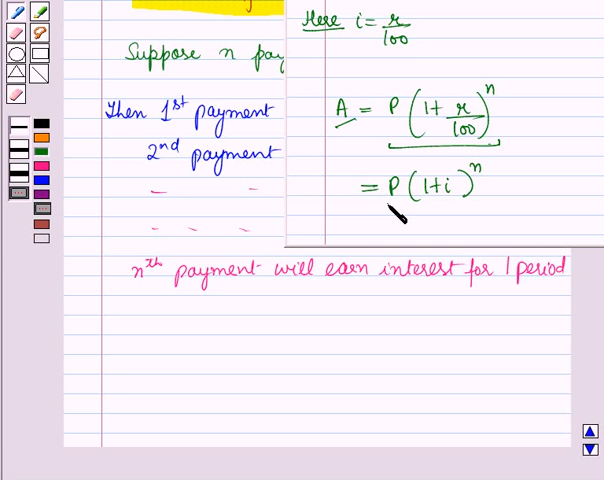 Suppose n pay
Then 1st payment
2nd payment
nth payment will earn interest for 1 period
Here i = r/100
A = P(1 + r/100)^n
= P(1+i)^n